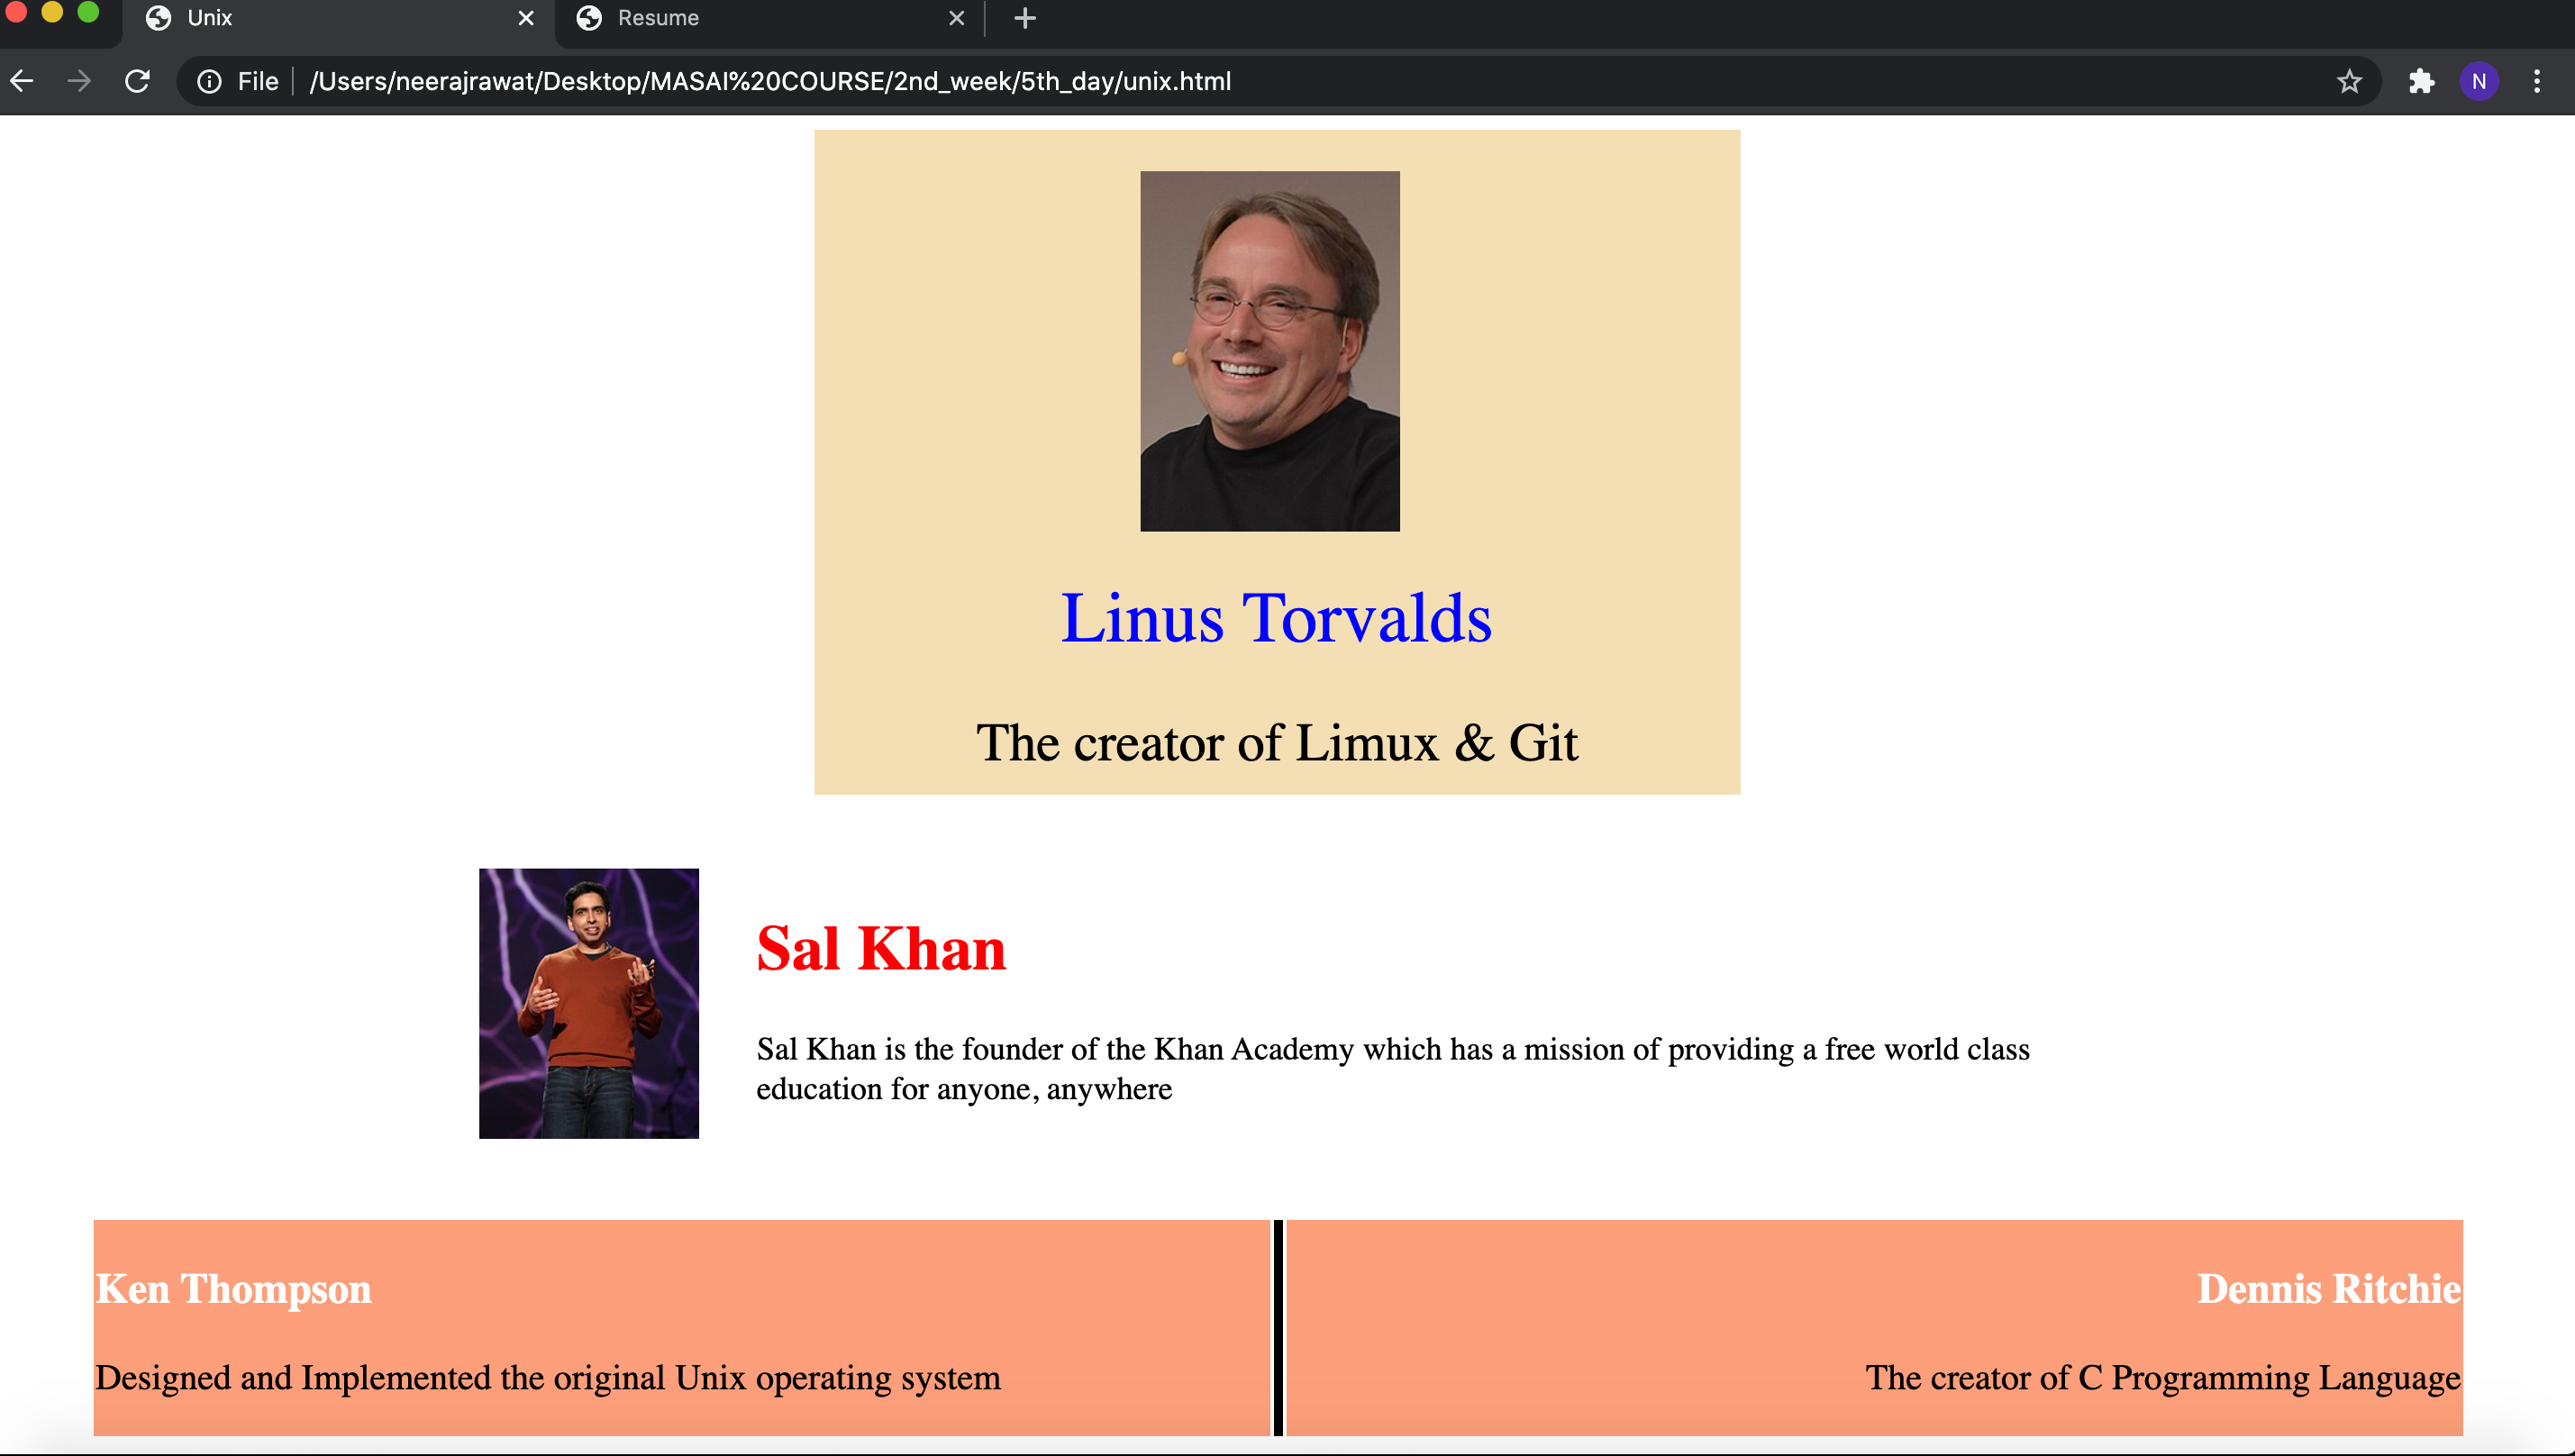 Unix
Resume
File /Users/neerajrawat/Desktop/MASAI%20COURSE/2nd_week/5th_day/unix.html
N
Linus Torvalds
The creator of Limux & Git
Sal Khan
Sal Khan is the founder of the Khan Academy which has a mission of providing a free world class
education for anyone, anywhere
Ken Thompson
Designed and Implemented the original Unix operating system
Dennis Ritchie
The creator of C Programming Language